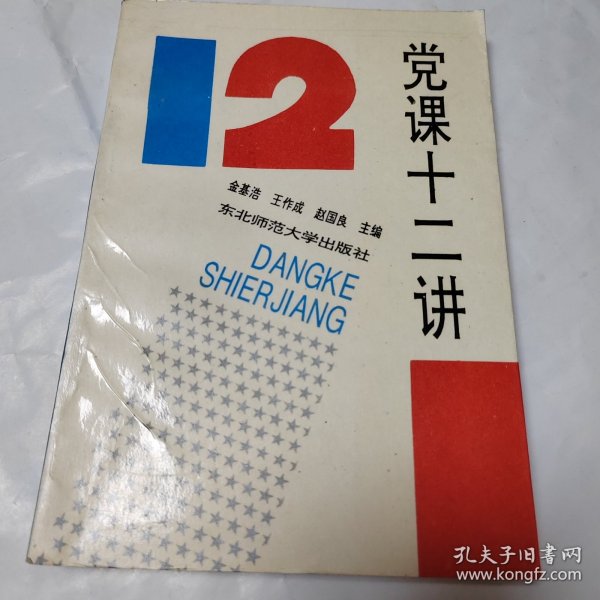 12
党课十二讲
金基浩 王作成 赵国良 主编
东北师范大学出版社
DANGKE
SHIERJIANG
孔夫子旧书网
www.kongfz.com